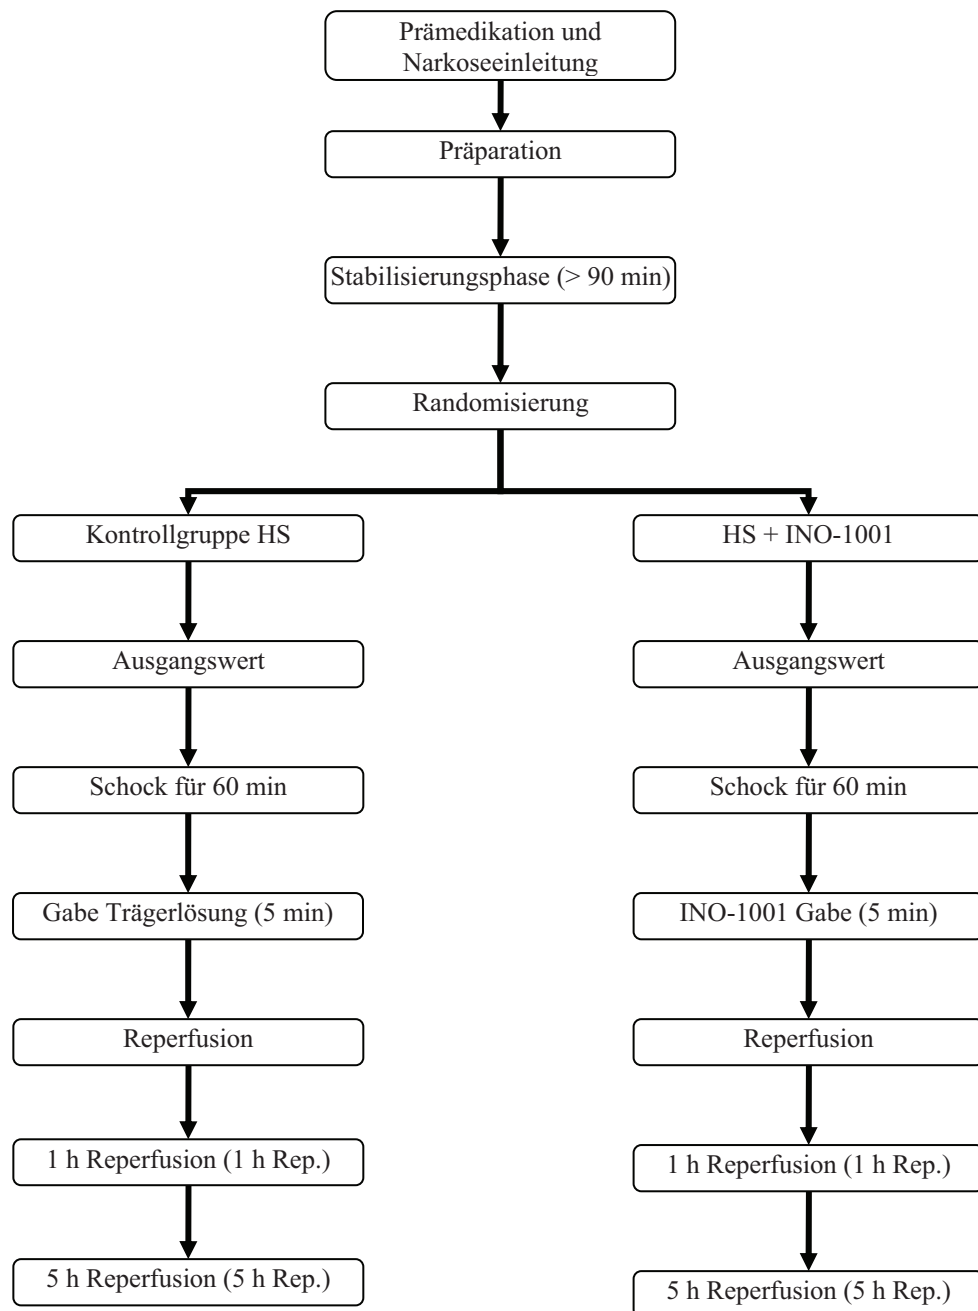 Prämedikation und
Narkoseeinleitung
Präparation
Stabilisierungsphase (> 90 min)
Randomisierung
Kontrollgruppe HS
HS + INO-1001
Ausgangswert
Ausgangswert
Schock für 60 min
Schock für 60 min
Gabe Trägerlösung (5 min)
INO-1001 Gabe (5 min)
Reperfusion
Reperfusion
1 h Reperfusion (1 h Rep.)
1 h Reperfusion (1 h Rep.)
5 h Reperfusion (5 h Rep.)
5 h Reperfusion (5 h Rep.)